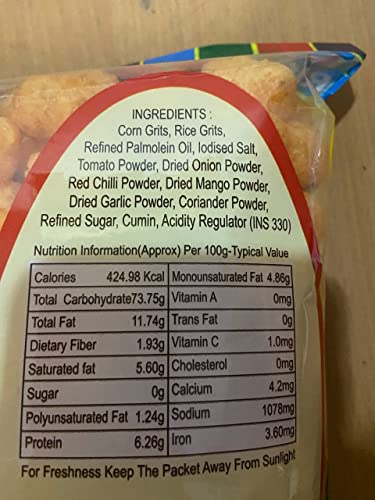 INGREDIENTS :
Corn Grits, Rice Grits,
Refined Palmolein Oil, Iodised Salt,
Tomato Powder, Dried Onion Powder,
Red Chilli Powder, Dried Mango Powder,
Dried Garlic Powder, Coriander Powder,
Refined Sugar, Cumin, Acidity Regulator (INS 330)
Nutrition Information(Approx) Per 100g-Typical Value
Calories 424.98 Kcal Monounsaturated Fat 4.86g
Total Carbohydrate 73.75g Vitamin A 0mg
Total Fat 11.74g Trans Fat 0g
Dietary Fiber 1.93g Vitamin C 1.0mg
Saturated fat 5.60g Cholesterol 0mg
Sugar 0g Calcium 4.2mg
Polyunsaturated Fat 1.24g Sodium 1078mg
Protein 6.26g Iron 3.60mg
For Freshness Keep The Packet Away From Sunlight